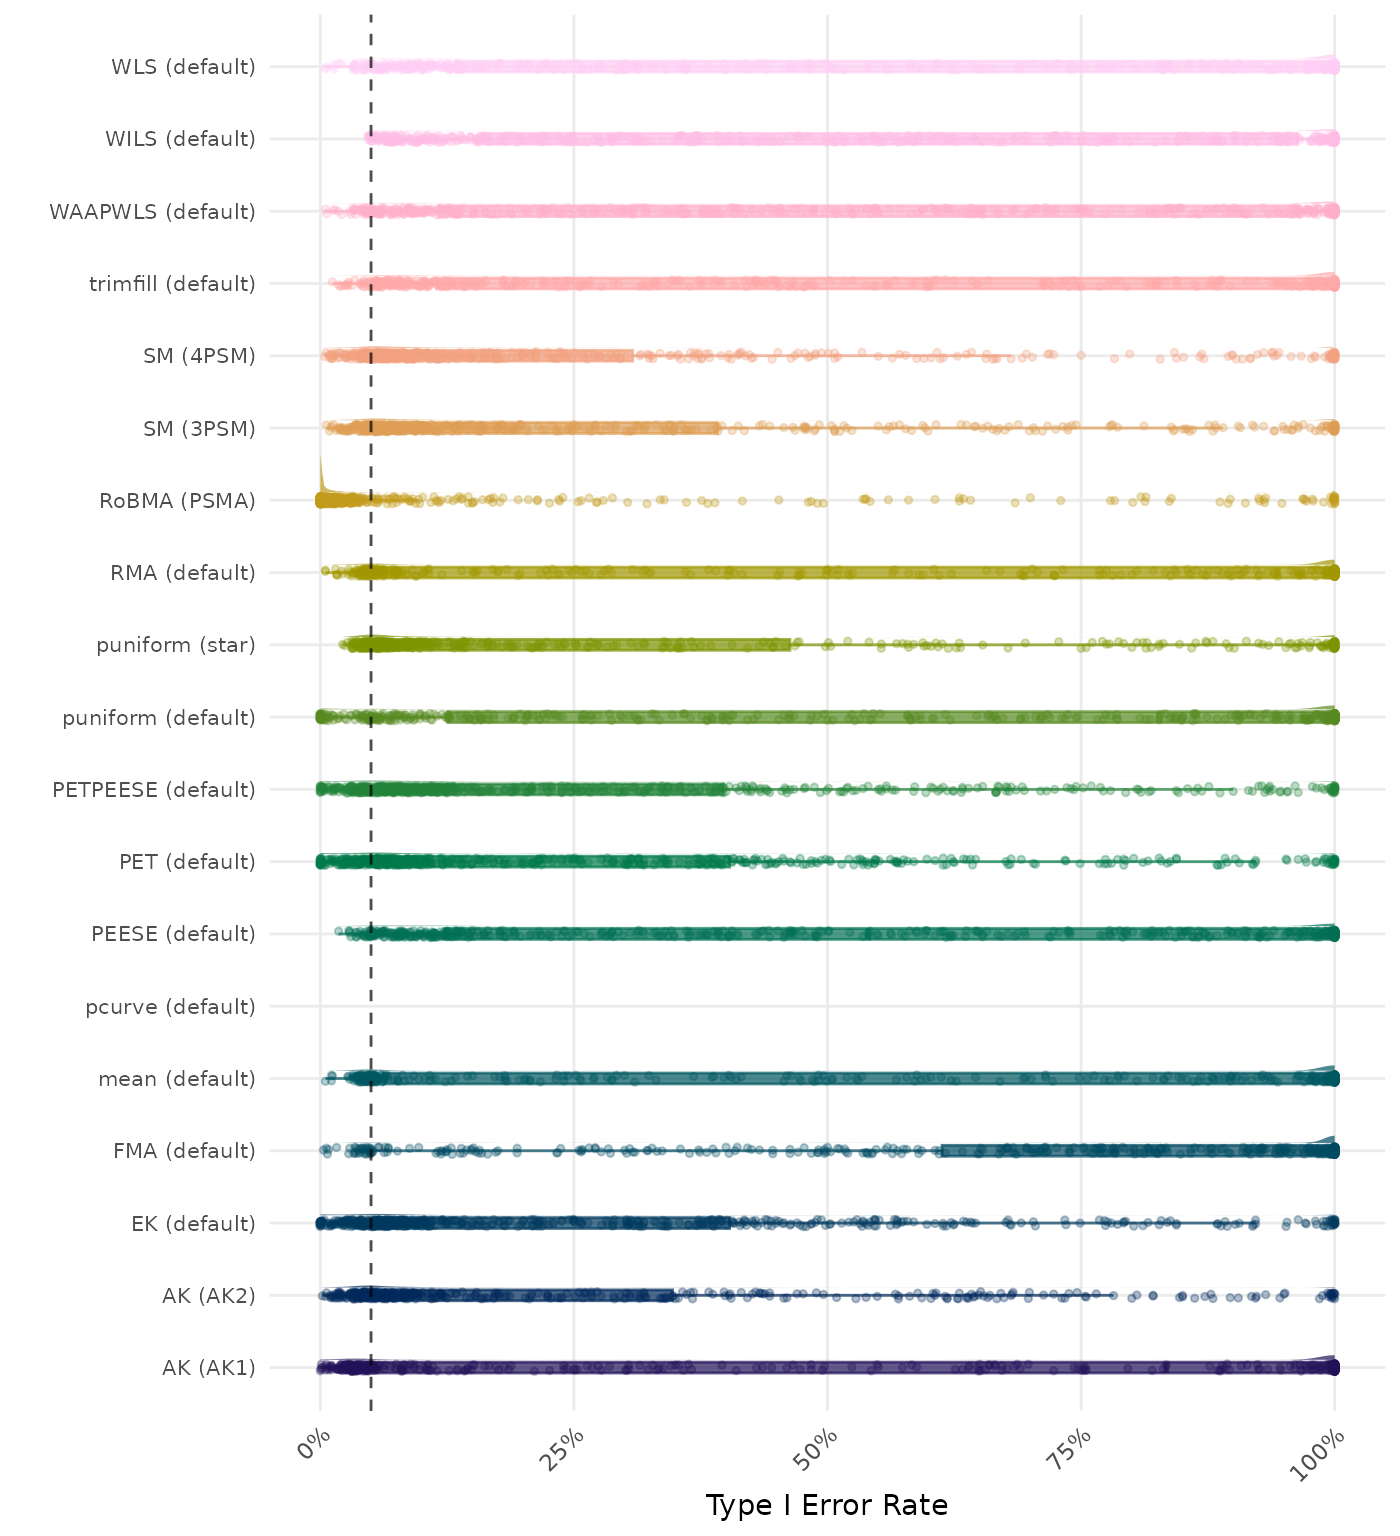 WLS (default)
WILS (default)
WAAPWLS (default)
trimfill (default)
SM (4PSM)
SM (3PSM)
RoBMA (PSMA)
RMA (default)
puniform (star)
puniform (default)
PETPEESE (default)
PET (default)
PEESE (default)
pcurve (default)
mean (default)
FMA (default)
EK (default)
AK (AK2)
AK (AK1)
0%
25%
50%
75%
100%
Type I Error Rate